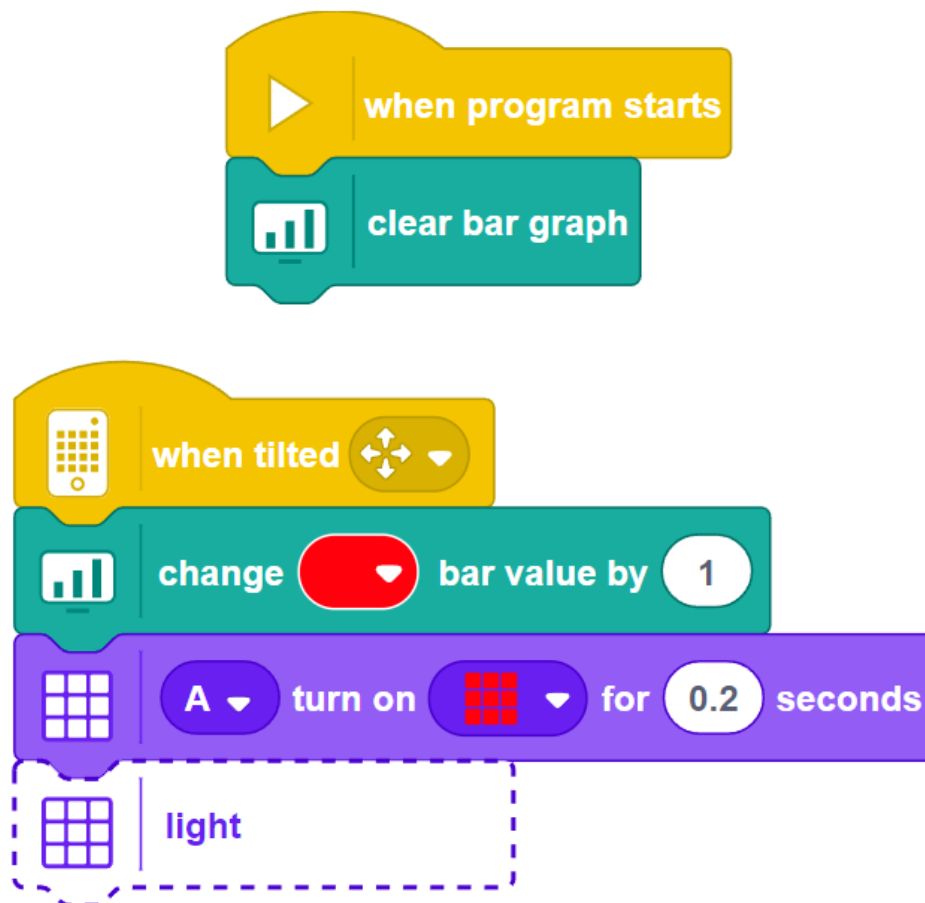 when program starts
clear bar graph
when tilted
change bar value by 1
A turn on for 0.2 seconds
light